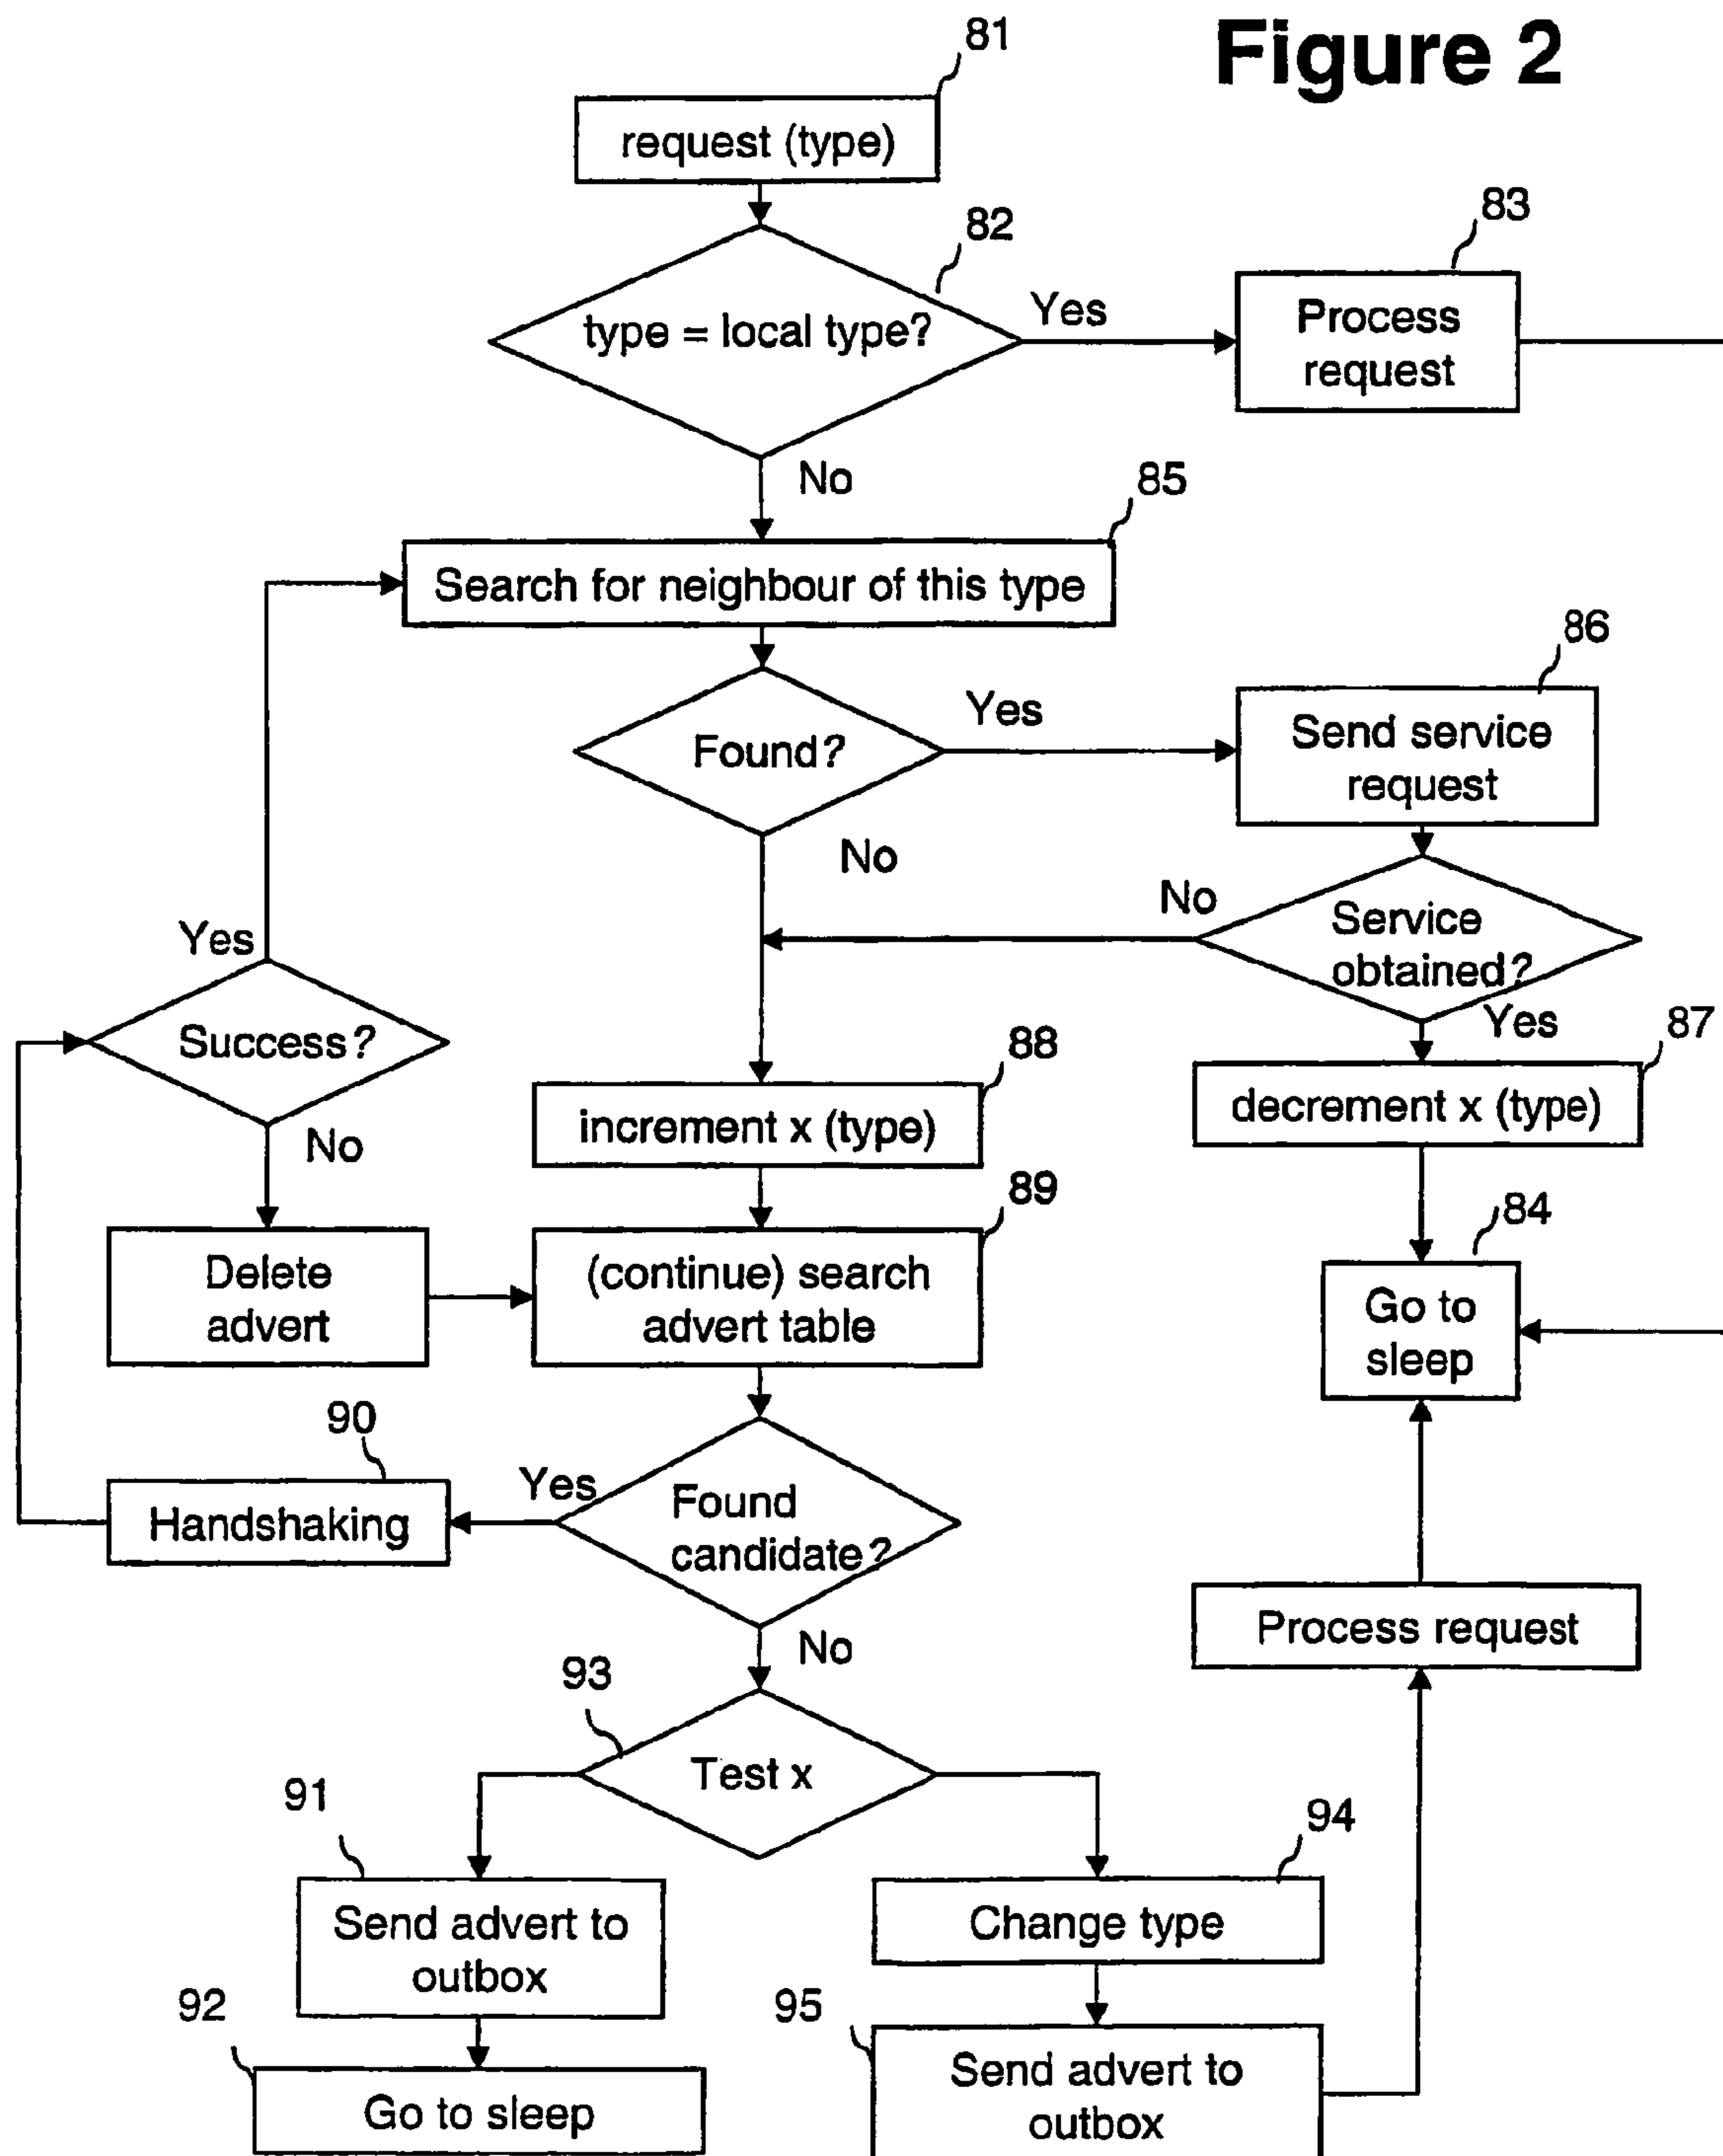 Figure 2
81
request (type)
82
type = local type?
Yes
83
Process
request
No
85
Search for neighbour of this type
Found?
Yes
86
Send service
request
No
No
Service
obtained?
Yes
87
decrement x (type)
Yes
Success?
No
88
increment x (type)
Delete
advert
89
(continue) search
advert table
84
Go to
sleep
90
Handshaking
Yes
Found
candidate?
No
Process request
93
Test x
91
Send advert to
outbox
92
Go to sleep
94
Change type
95
Send advert to
outbox